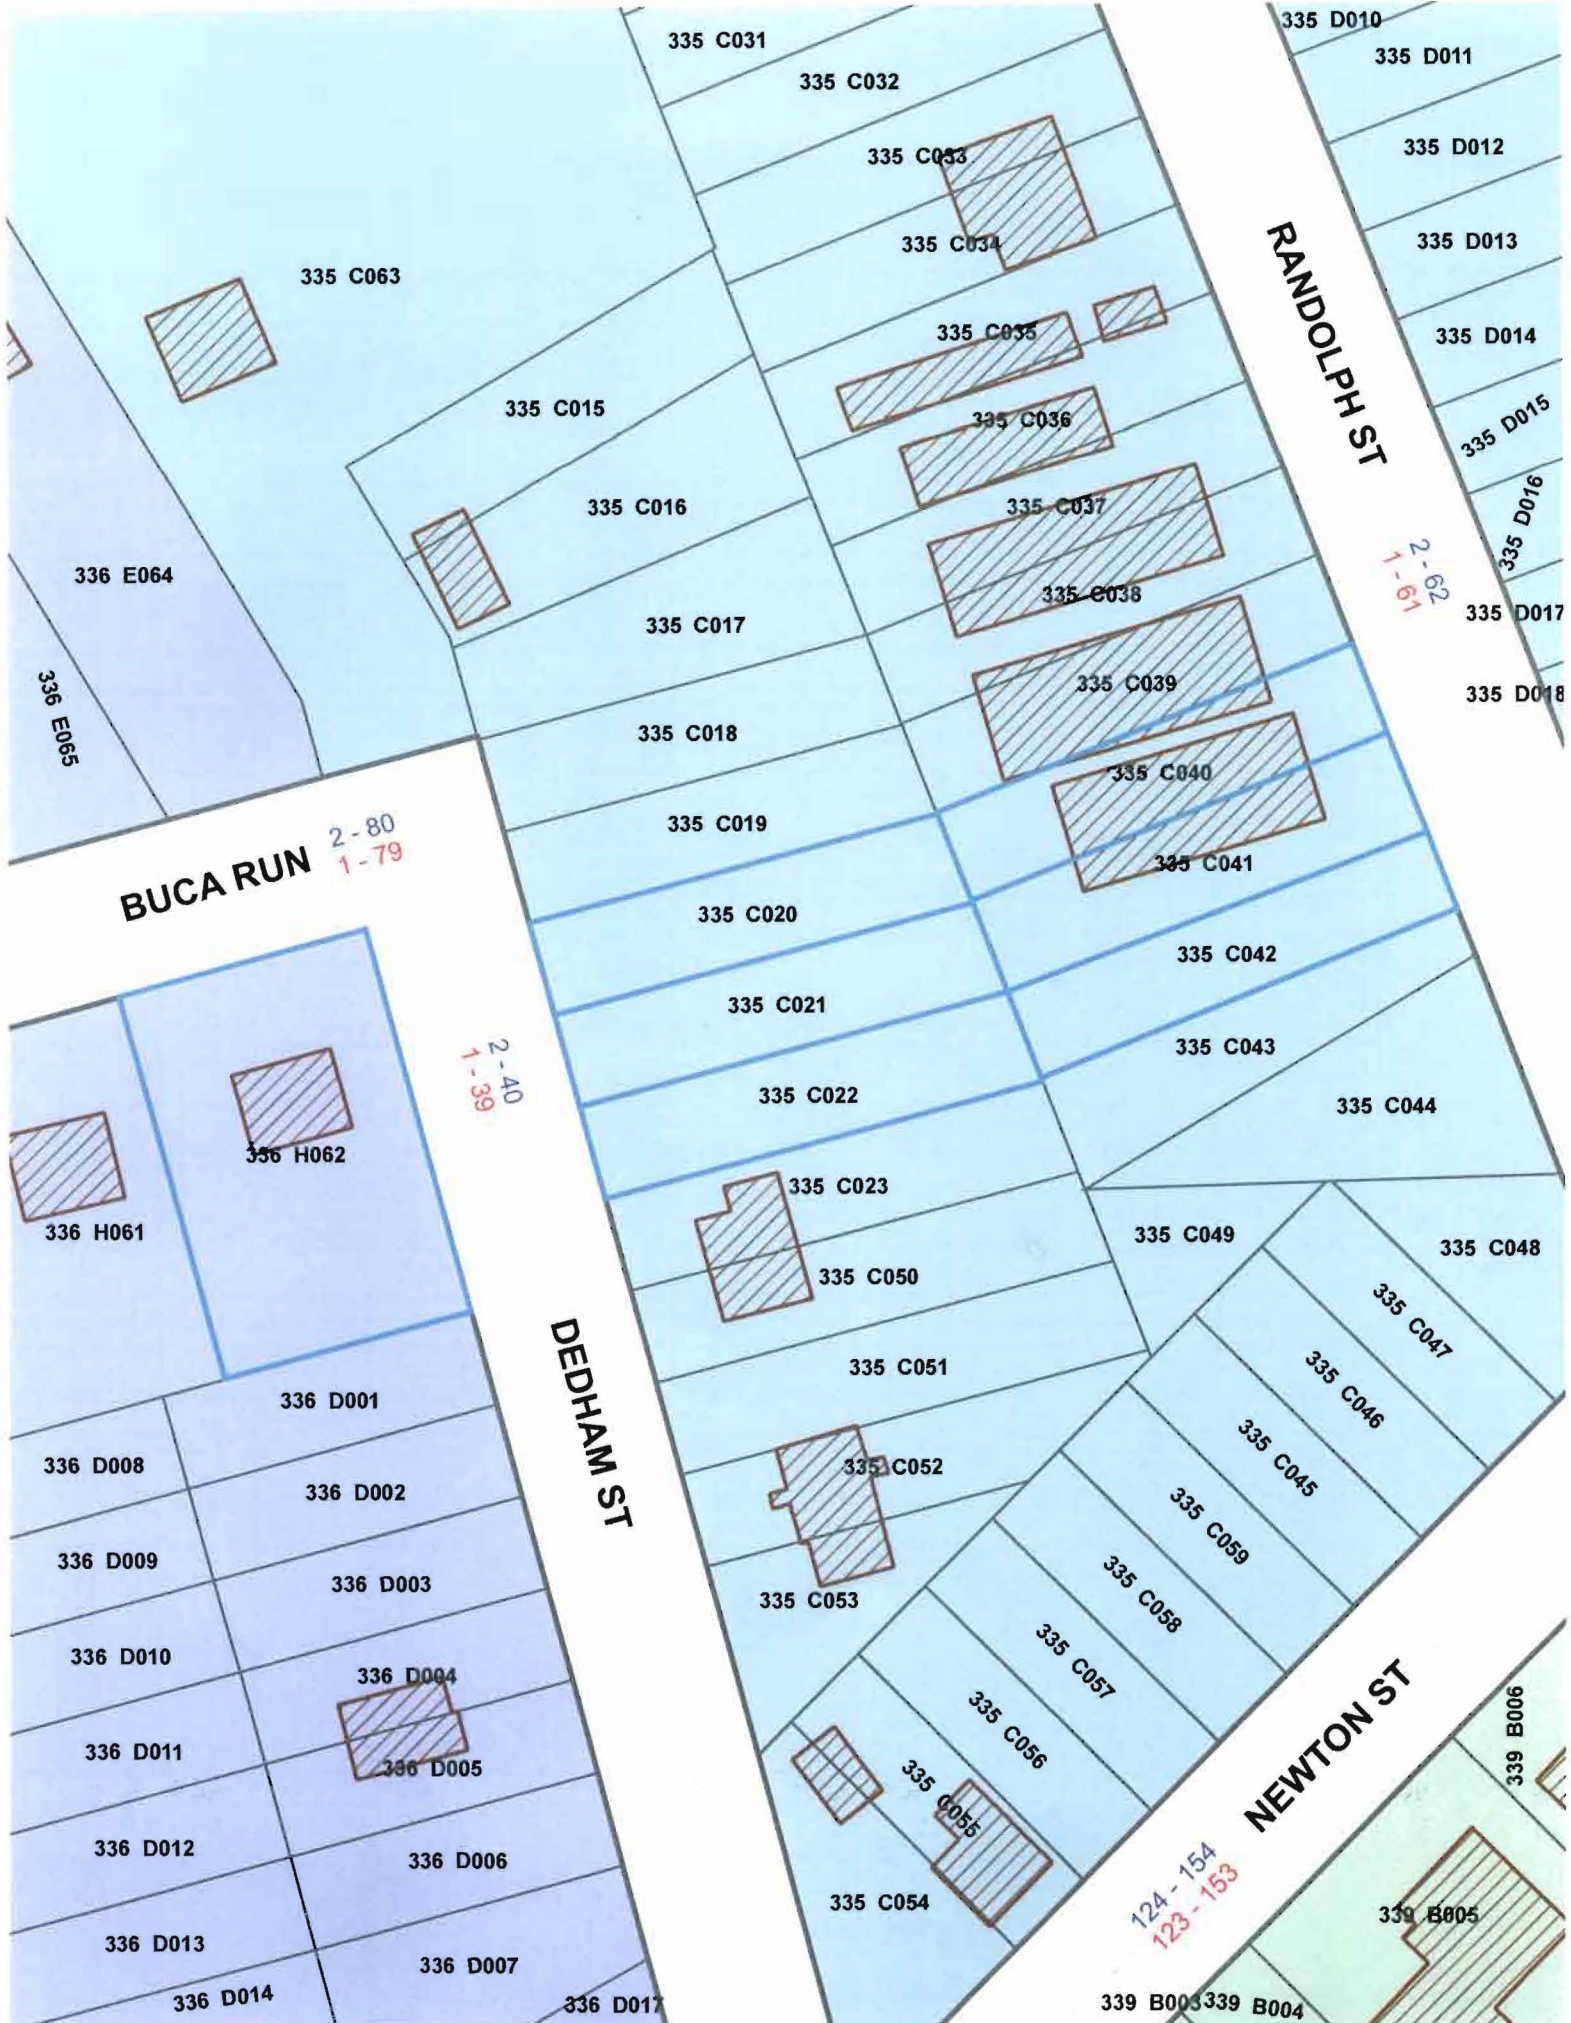 335 D010
335 C031
335 D011
335 C032
335 D012
335 C033
335 D013
335 C034
335 C063
335 C035
335 D014
RANDOLPH ST
335 C015
335 C036
335 D015
335 C016
335 C037
335 D016
336 E064
2 - 62
1 - 61
335 C038
335 D017
335 C017
335 C039
335 D018
336 E065
335 C018
335 C040
335 C019
2 - 80
1 - 79
BUCA RUN
335 C041
335 C020
335 C042
335 C021
335 C043
2 - 40
1 - 39
335 C022
335 C044
336 H062
335 C023
336 H061
335 C049
335 C048
335 C050
335 C047
335 C051
336 D001
DEDHAM ST
335 C046
335 C045
336 D008
335 C052
336 D002
335 C059
336 D009
336 D003
335 C053
335 C058
336 D010
335 C057
336 D004
335 C056
336 D011
336 D005
335 C055
NEWTON ST
339 B006
336 D012
336 D006
124 - 154
123 - 153
335 C054
339 B005
336 D013
336 D007
336 D014
336 D017
339 B003
339 B004